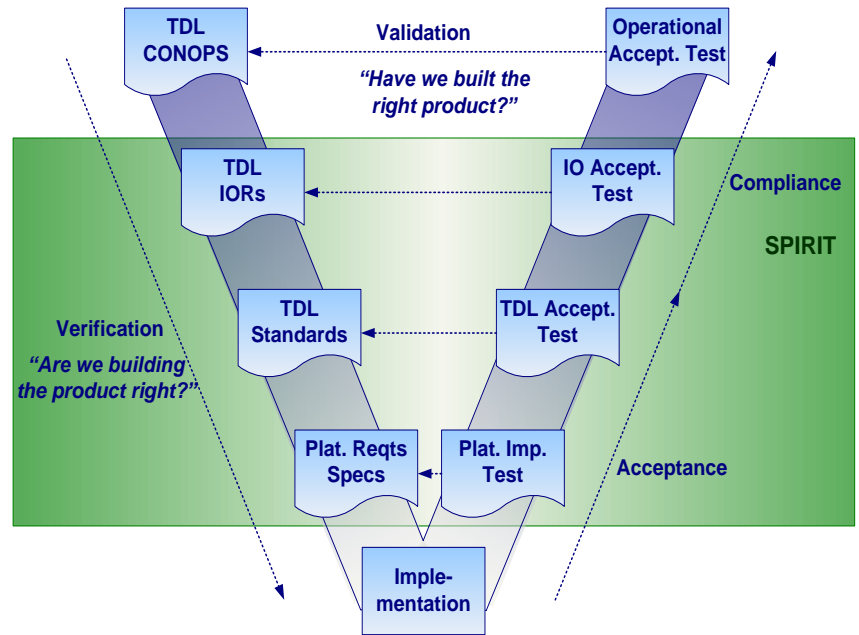 TDL
CONOPS
Validation
Operational
Accept. Test
“Have we built the
right product?”
TDL
IORs
IO Accept.
Test
Compliance
SPIRIT
TDL
Standards
TDL Accept.
Test
Verification
“Are we building
the product right?”
Plat. Reqts
Specs
Plat. Imp.
Test
Acceptance
Imple-
mentation